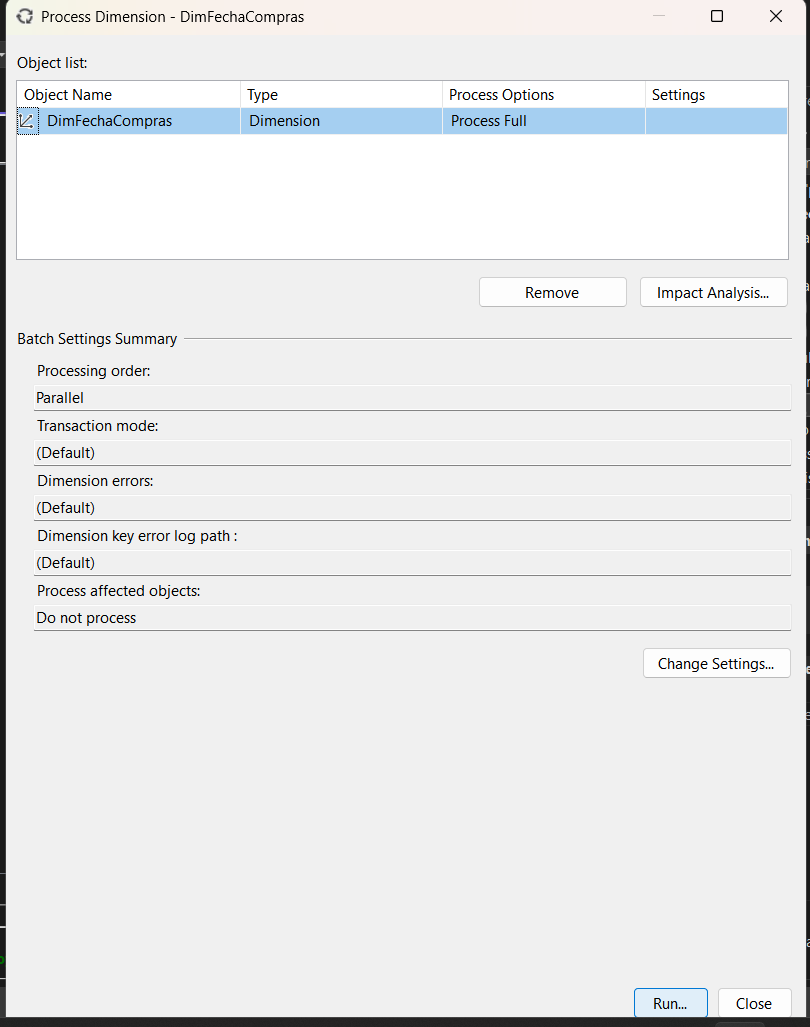 Process Dimension - DimFechaCompras
Object list:
Object Name Type Process Options Settings
DimFechaCompras Dimension Process Full
Remove Impact Analysis...
Batch Settings Summary
Processing order:
Parallel
Transaction mode:
(Default)
Dimension errors:
(Default)
Dimension key error log path :
(Default)
Process affected objects:
Do not process
Change Settings...
Run... Close